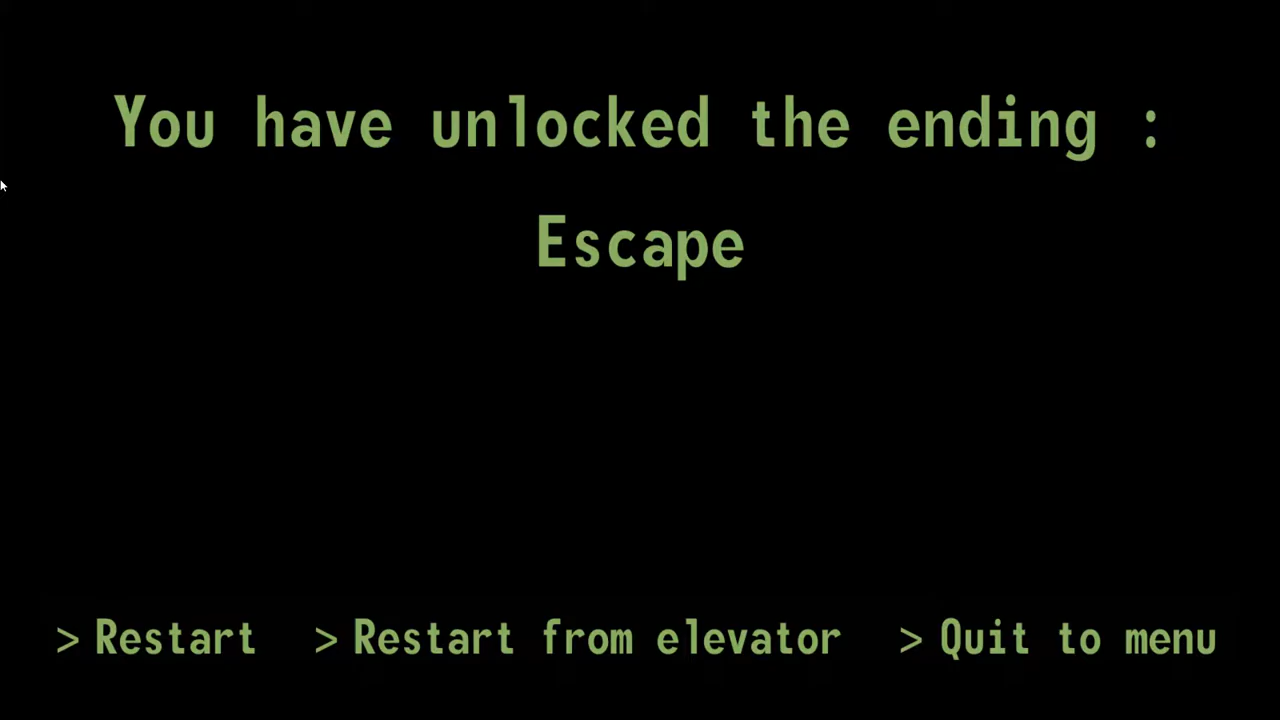 You have unlocked the ending :
Escape
> Restart > Restart from elevator > Quit to menu